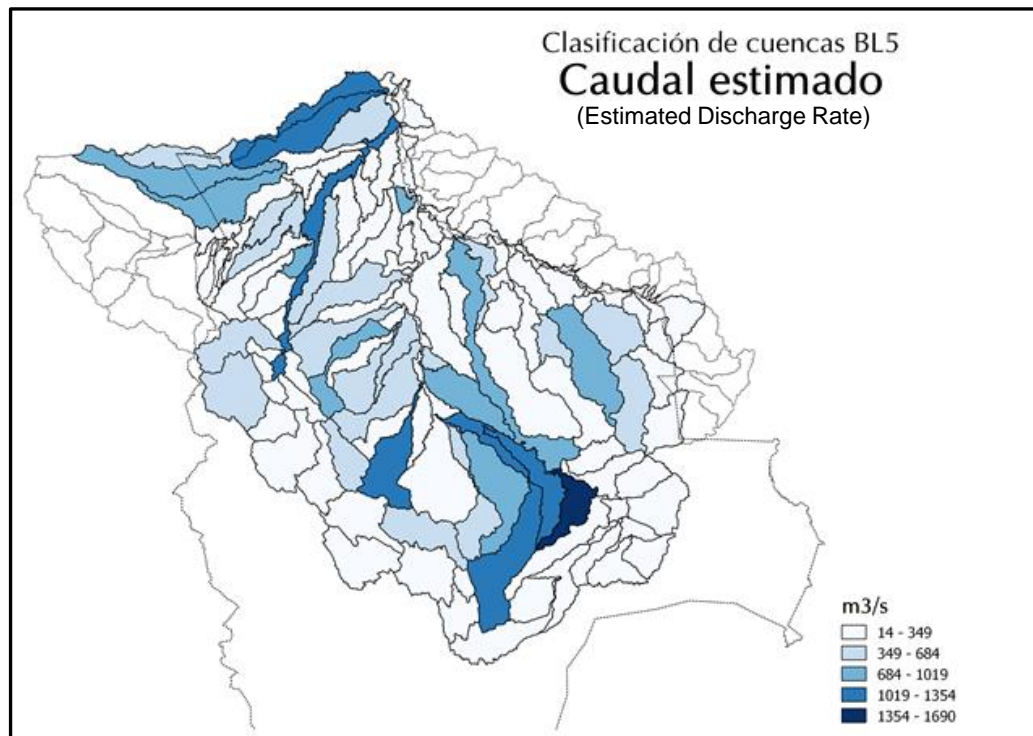 Clasificación de cuencas BL5
Caudal estimado
(Estimated Discharge Rate)
m3/s
14 - 349
349 - 684
684 - 1019
1019 - 1354
1354 - 1690